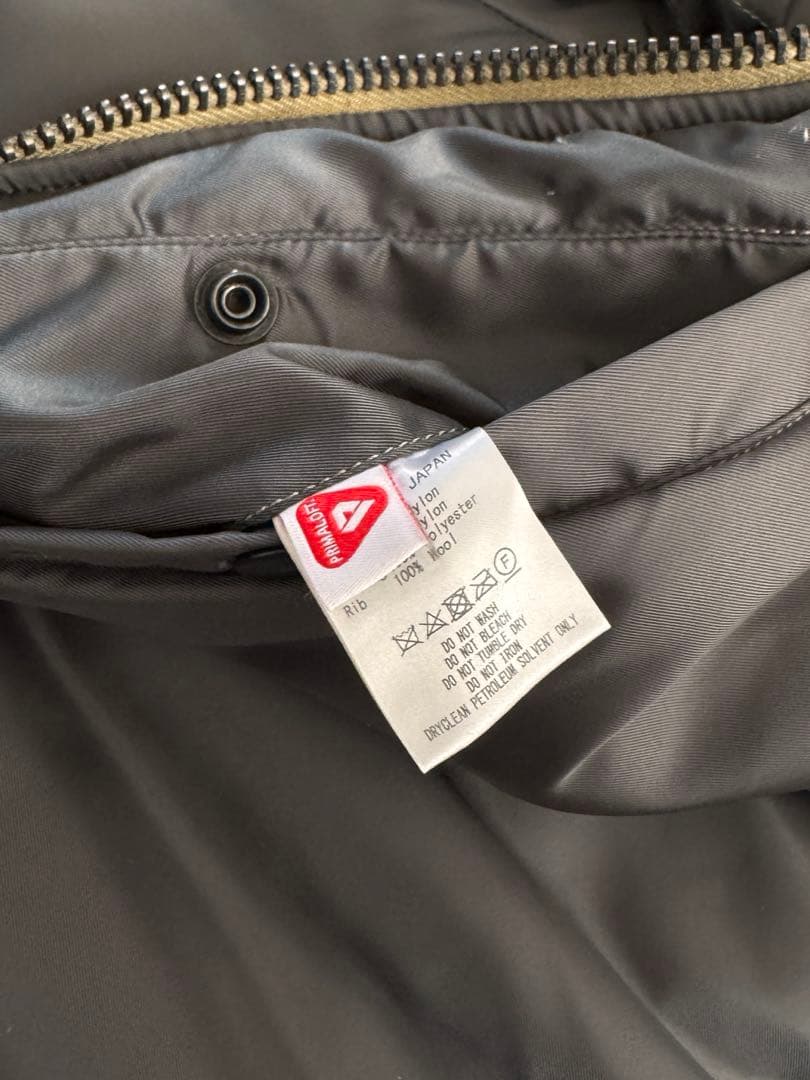 PRIMALOFT
JAPAN
ylon
ylon
olyester
Rib 100% Wool
F
DO NOT WASH
DO NOT BLEACH
DO NOT TUMBLE DRY
DO NOT IRON
DRYCLEAN PETROLEUM SOLVENT ONLY